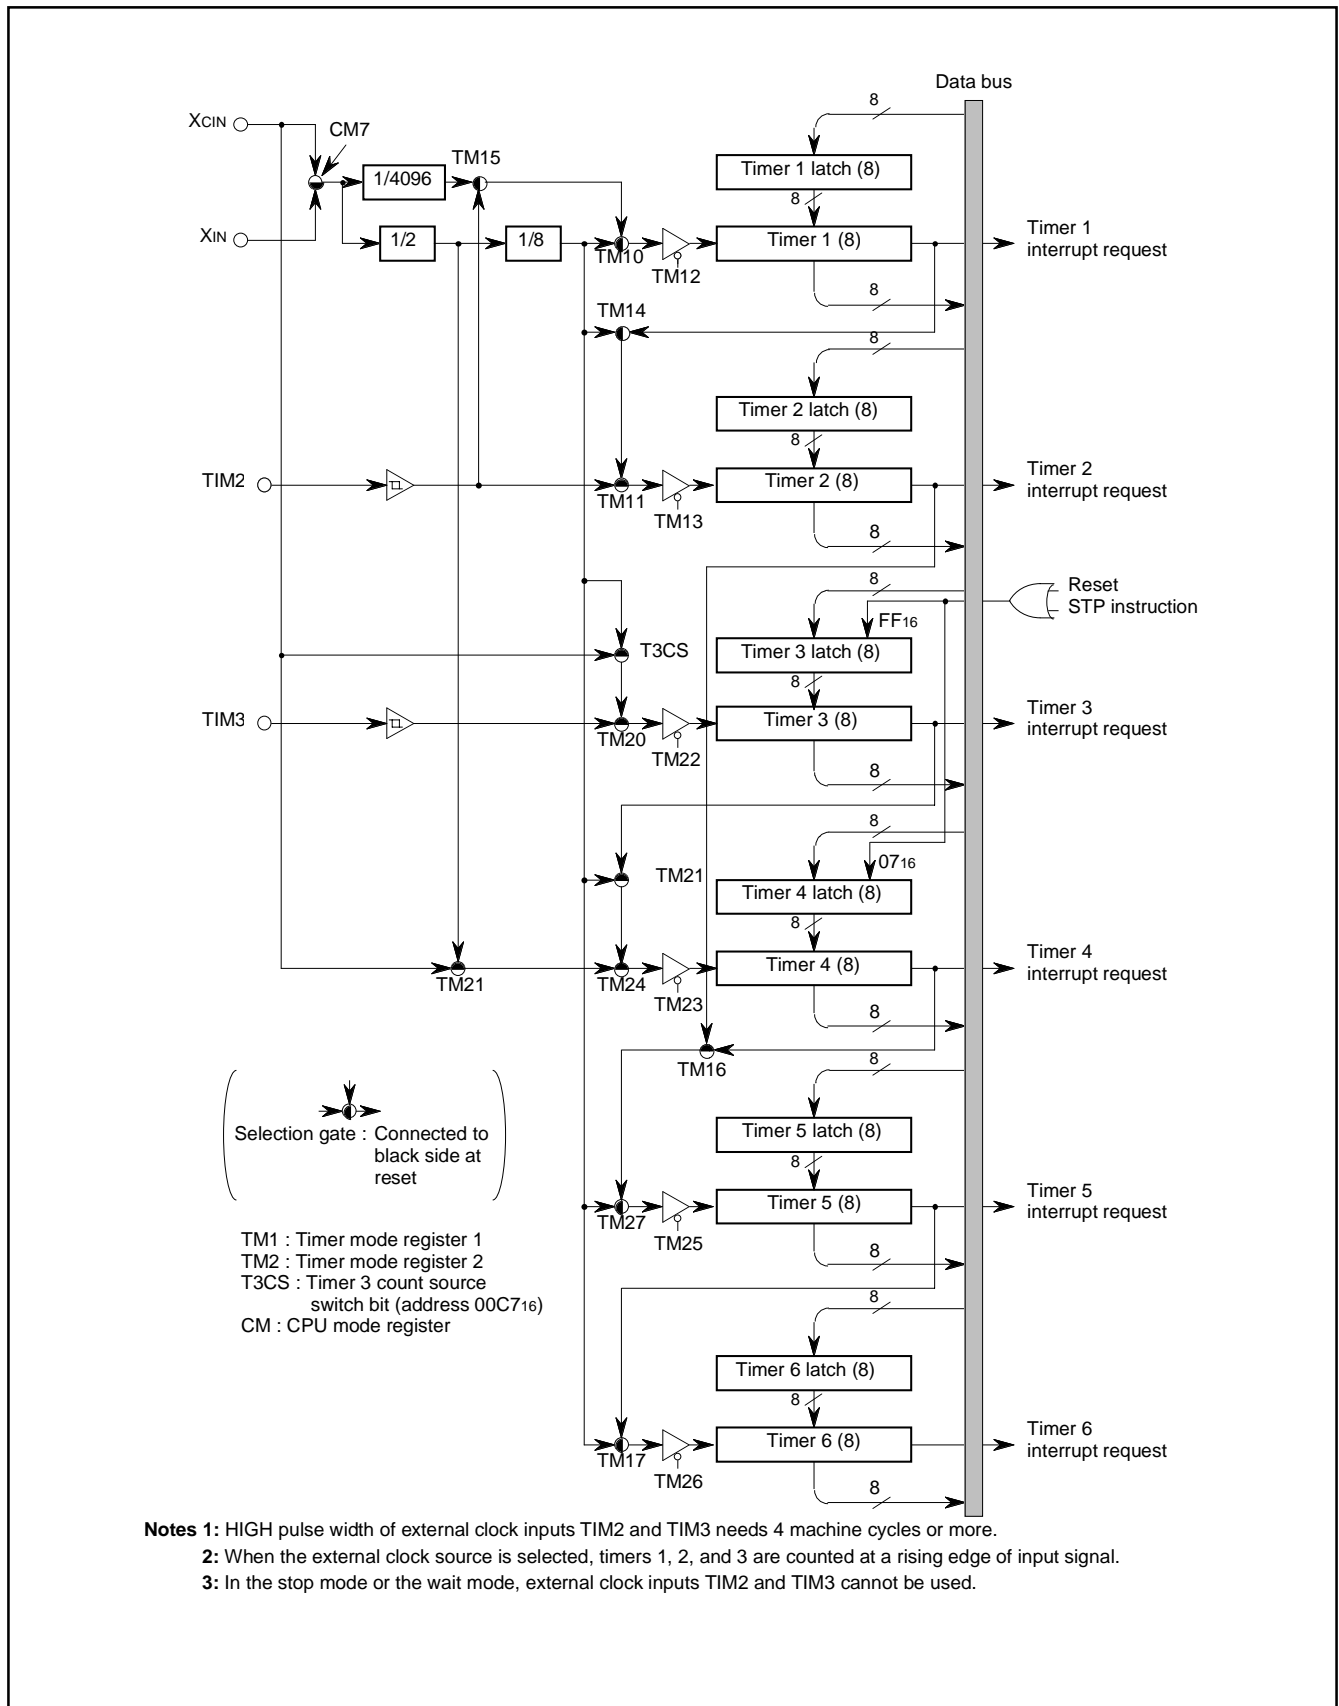 Data bus
8
XCIN
CM7
TM15
Timer 1 latch (8)
1/4096
8
XIN
1/2
1/8
TM10
TM12
Timer 1 (8)
Timer 1
interrupt request
8
TM14
8
Timer 2 latch (8)
8
TIM2
TM11
TM13
Timer 2 (8)
Timer 2
interrupt request
8
8
Reset
STP instruction
FF16
T3CS
Timer 3 latch (8)
8
TIM3
TM20
TM22
Timer 3 (8)
Timer 3
interrupt request
8
8
0716
TM21
Timer 4 latch (8)
8
TM21
TM24
TM23
Timer 4 (8)
Timer 4
interrupt request
8
TM16
8
Selection gate : Connected to
black side at
reset
Timer 5 latch (8)
8
TM27
TM25
Timer 5 (8)
Timer 5
interrupt request
8
TM1 : Timer mode register 1
TM2 : Timer mode register 2
T3CS : Timer 3 count source
switch bit (address 00C716)
CM : CPU mode register
8
Timer 6 latch (8)
8
TM17
TM26
Timer 6 (8)
Timer 6
interrupt request
8
Notes 1: HIGH pulse width of external clock inputs TIM2 and TIM3 needs 4 machine cycles or more.
2: When the external clock source is selected, timers 1, 2, and 3 are counted at a rising edge of input signal.
3: In the stop mode or the wait mode, external clock inputs TIM2 and TIM3 cannot be used.